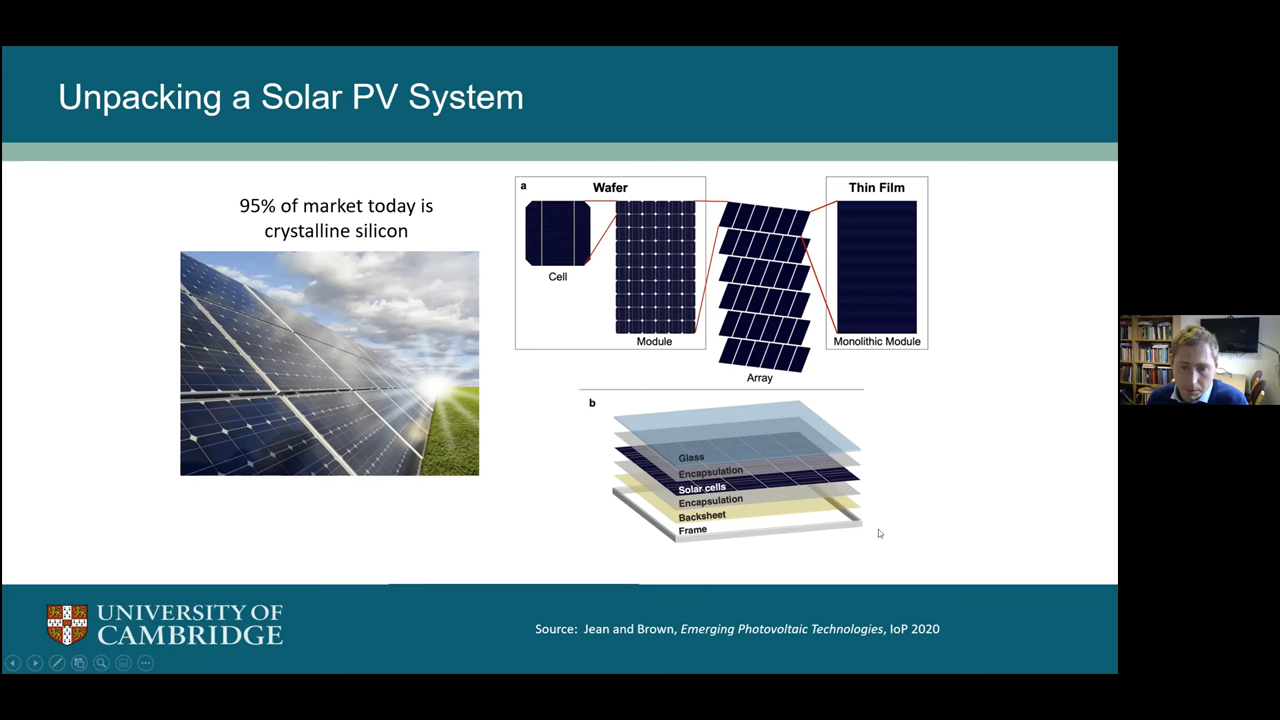 Unpacking a Solar PV System
95% of market today is
crystalline silicon
a
Wafer
Thin Film
Cell
Module
Monolithic Module
Array
b
Glass
Encapsulation
Solar cells
Encapsulation
Backsheet
Frame
UNIVERSITY OF
CAMBRIDGE
Source: Jean and Brown, Emerging Photovoltaic Technologies, IoP 2020